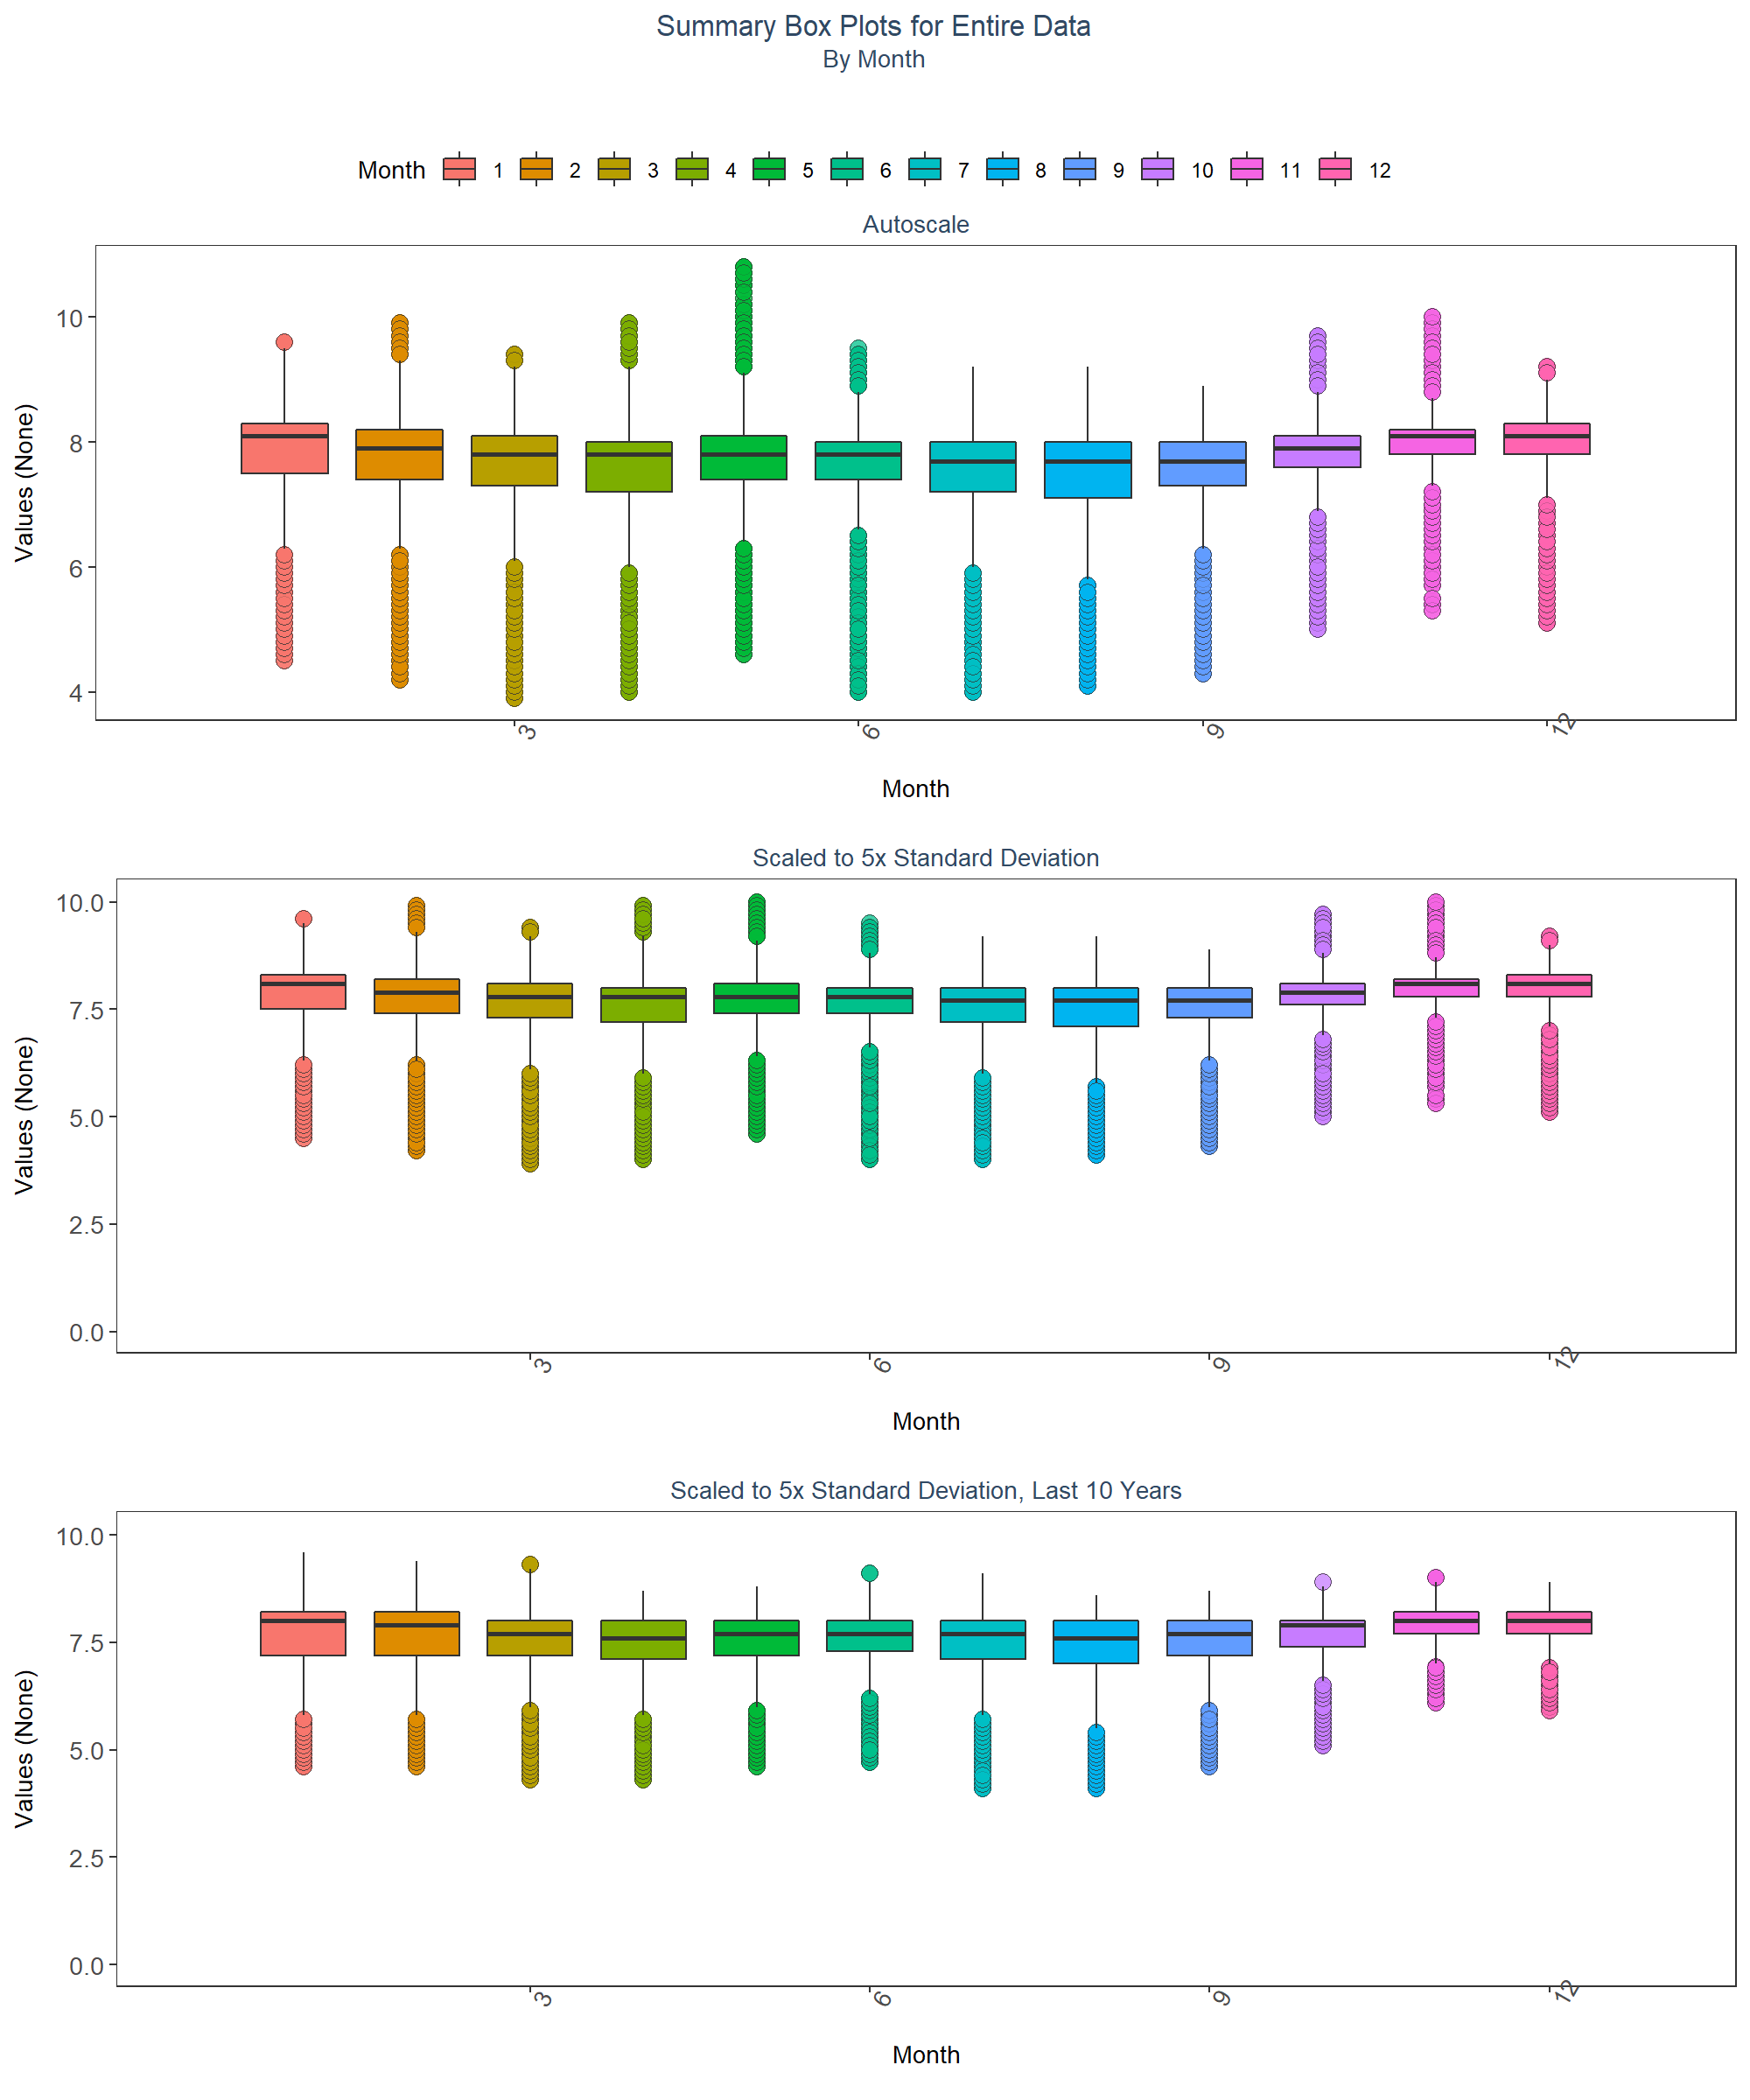 Summary Box Plots for Entire Data
By Month
Month 1 2 3 4 5 6 7 8 9 10 11 12
Autoscale
Values (None)
10
8
6
4
3 6 9 12
Month
Scaled to 5x Standard Deviation
Values (None)
10.0
7.5
5.0
2.5
0.0
3 6 9 12
Month
Scaled to 5x Standard Deviation, Last 10 Years
Values (None)
10.0
7.5
5.0
2.5
0.0
3 6 9 12
Month